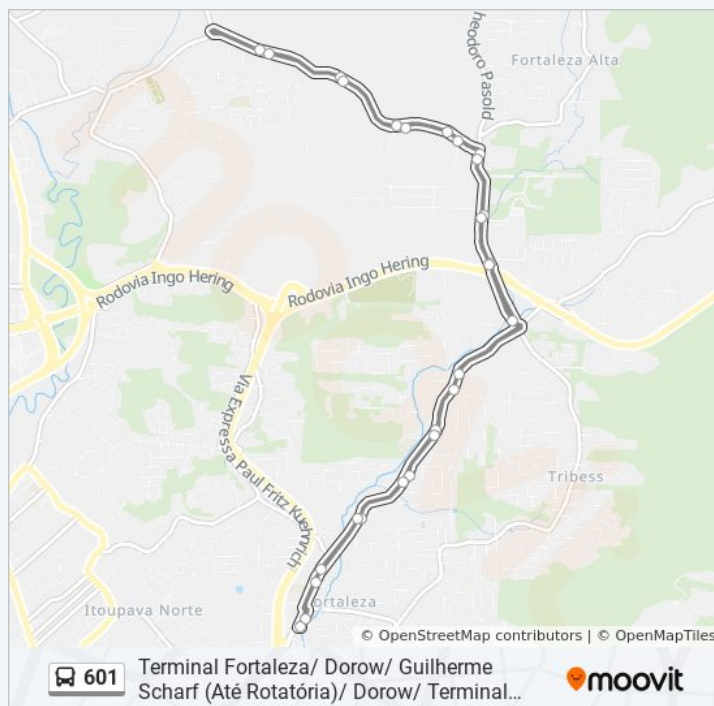 Fortaleza Alta
heodoro Pasold
Rodovia Ingo Hering
Rodovia Ingo Hering
Via Expressa Paul Fritz Kuehnrich
Tribess
Itoupava Norte
Fortaleza
© OpenStreetMap contributors | © OpenMapTiles
601
Terminal Fortaleza/ Dorow/ Guilherme
Scharf (Até Rotatória)/ Dorow/ Terminal…
moovit